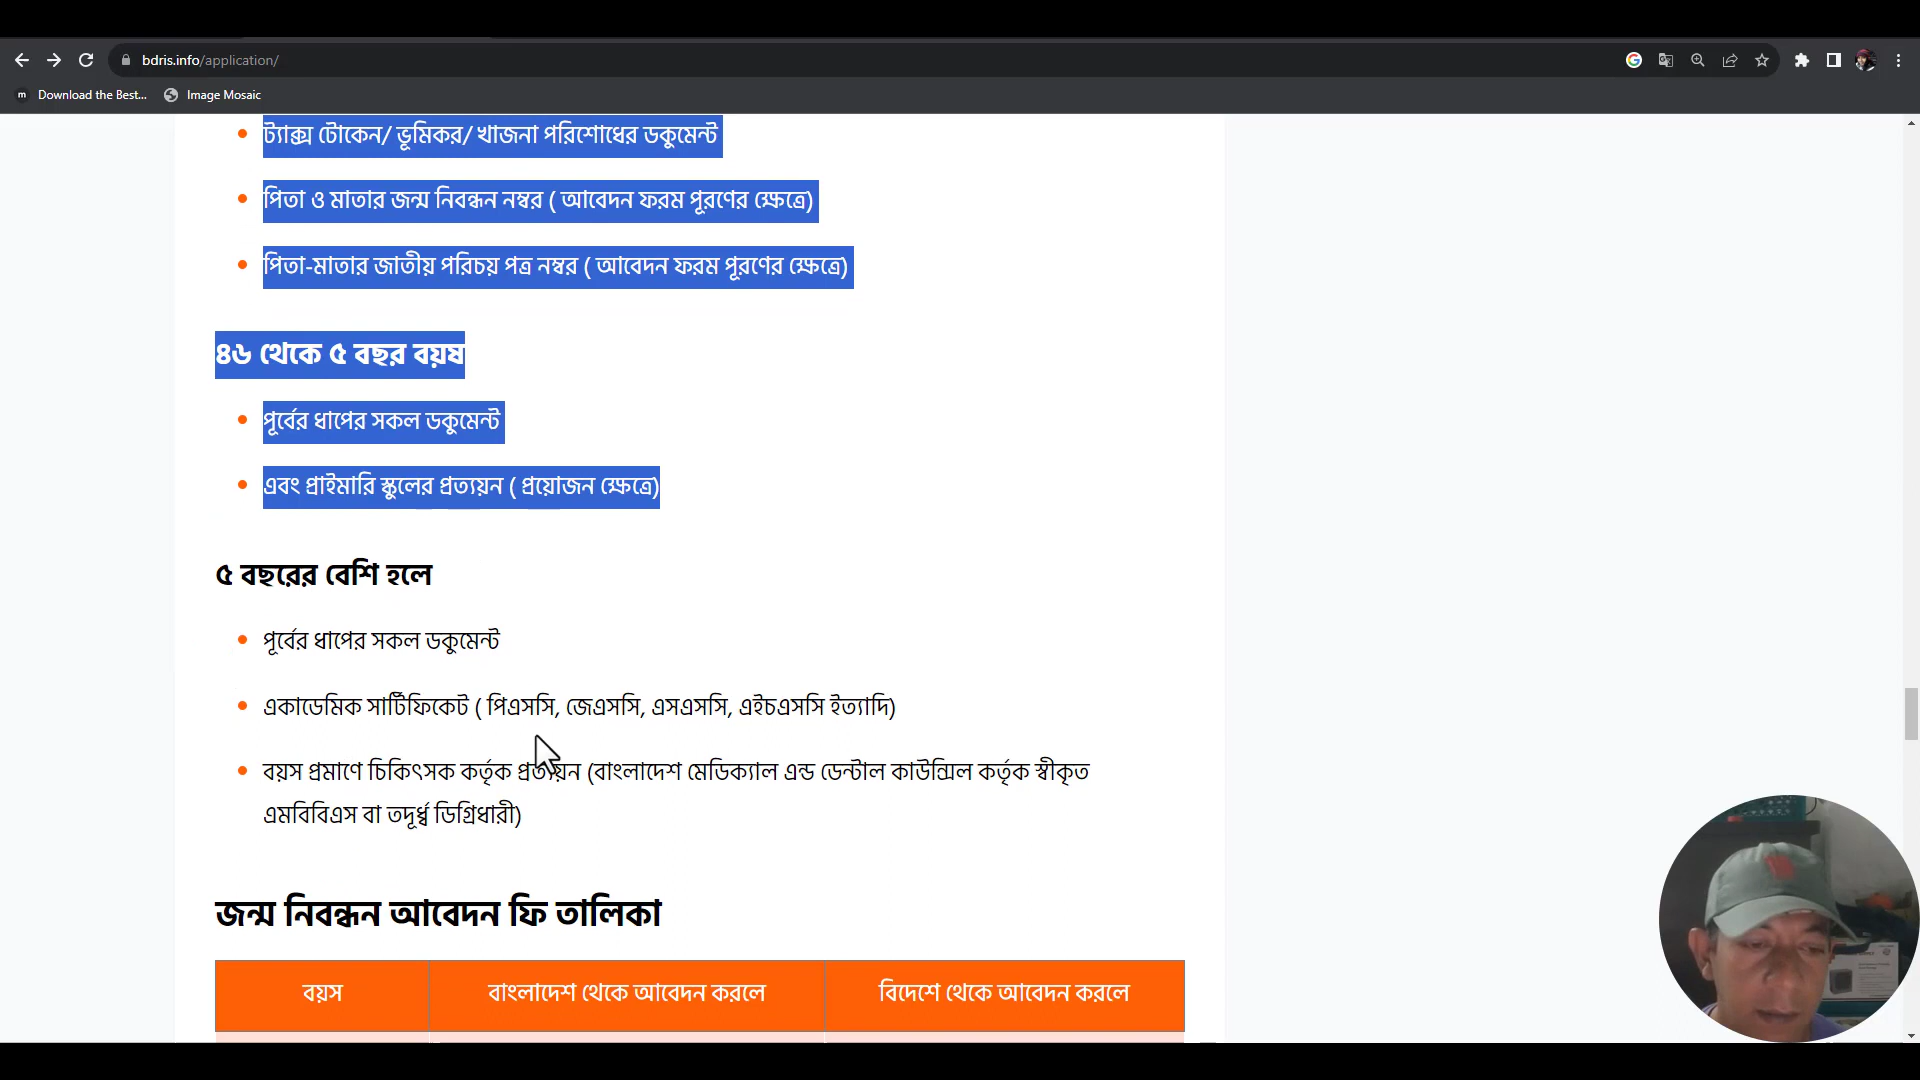 bdris.info/application/
Download the Best...
Image Mosaic
ট্যাক্স টোকেন/ ভূমিকর/ খাজনা পরিশোধের ডকুমেন্ট
পিতা ও মাতার জন্ম নিবন্ধন নম্বর ( আবেদন ফরম পূরণের ক্ষেত্রে)
পিতা-মাতার জাতীয় পরিচয় পত্র নম্বর ( আবেদন ফরম পূরণের ক্ষেত্রে)
৪৬ থেকে ৫ বছর বয়ষ
পূর্বের ধাপের সকল ডকুমেন্ট
এবং প্রাইমারি স্কুলের প্রত্যয়ন ( প্রয়োজন ক্ষেত্রে)
৫ বছরের বেশি হলে
পূর্বের ধাপের সকল ডকুমেন্ট
একাডেমিক সার্টিফিকেট ( পিএসসি, জেএসসি, এসএসসি, এইচএসসি ইত্যাদি)
বয়স প্রমাণে চিকিৎসক কর্তৃক প্রত্যয়ন (বাংলাদেশ মেডিক্যাল এন্ড ডেন্টাল কাউন্সিল কর্তৃক স্বীকৃত
এমবিবিএস বা তদূর্ধ্ব ডিগ্রিধারী)
জন্ম নিবন্ধন আবেদন ফি তালিকা
বয়স
বাংলাদেশ থেকে আবেদন করলে
বিদেশে থেকে আবেদন করলে